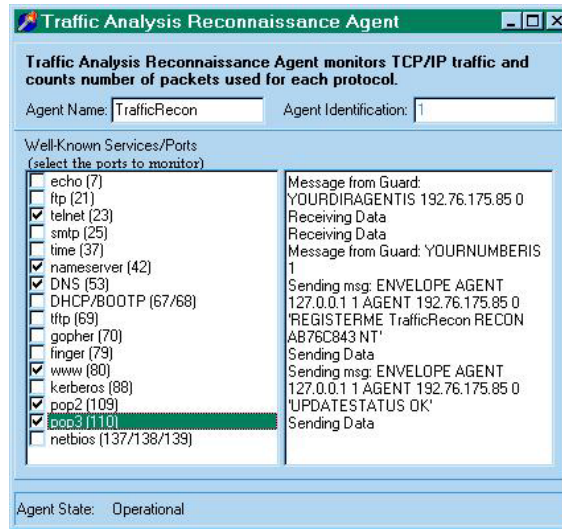 Traffic Analysis Reconnaissance Agent
Traffic Analysis Reconnaissance Agent monitors TCP/IP traffic and
counts number of packets used for each protocol.
Agent Name: TrafficRecon Agent Identification: 1
Well-Known Services/Ports
(select the ports to monitor)
echo (7)
ftp (21)
telnet (23)
smtp (25)
time (37)
nameserver (42)
DNS (53)
DHCP/BOOTP (67/68)
tftp (69)
gopher (70)
finger (79)
www (80)
kerberos (88)
pop2 (109)
pop3 (110)
netbios (137/138/139)
Message from Guard:
YOURDIRAGENTIS 192.76.175.85 0
Receiving Data
Receiving Data
Message from Guard: YOURNUMBERIS
1
Sending msg: ENVELOPE AGENT
127.0.0.1 1 AGENT 192.76.175.85 0
'REGISTERME TrafficRecon RECON
AB76C843 NT'
Sending Data
Sending msg: ENVELOPE AGENT
127.0.0.1 1 AGENT 192.76.175.85 0
'UPDATESTATUS OK'
Sending Data
Agent State: Operational